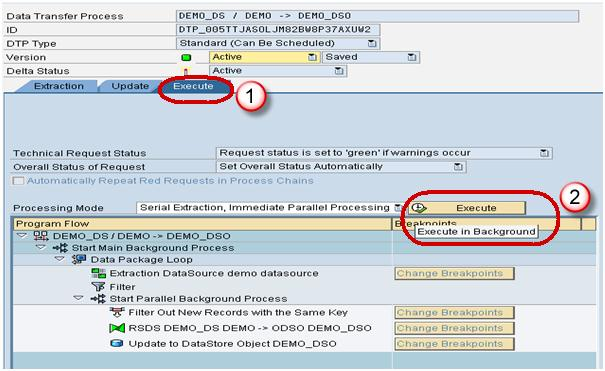 Data Transfer Process DEMO_DS / DEMO -> DEMO_DSO
ID DTP_005TTJASOLJM82BW8P37AXUW2
DTP Type Standard (Can Be Scheduled)
Version Active Saved
Delta Status Active
Extraction Update Execute
1
Technical Request Status Request status is set to 'green' if warnings occur
Overall Status of Request Set Overall Status Automatically
Automatically Repeat Red Requests in Process Chains
2
Processing Mode Serial Extraction, Immediate Parallel Processing Execute
Program Flow Breakpoints
Execute in Background
DEMO_DS / DEMO -> DEMO_DSO
Start Main Background Process
Data Package Loop
Extraction DataSource demo datasource Change Breakpoints
Filter
Start Parallel Background Process
Filter Out New Records with the Same Key Change Breakpoints
RSDS DEMO_DS DEMO -> ODSO DEMO_DSO Change Breakpoints
Update to DataStore Object DEMO_DSO Change Breakpoints